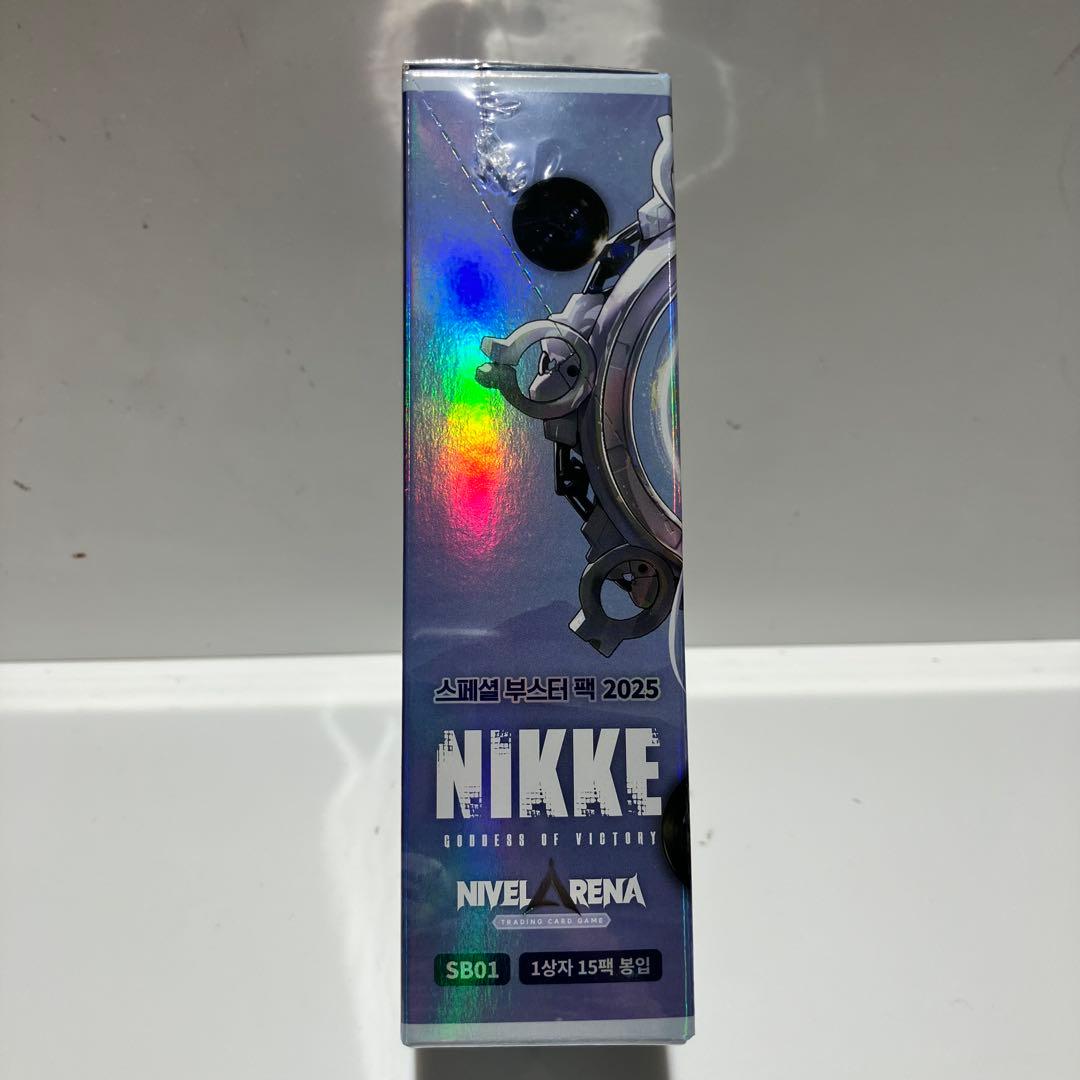 스페셜 부스터 팩 2025
NIKKE
GODDESS OF VICTORY
NIVEL ARENA
TRADING CARD GAME
SB01
1상자 15팩 봉입